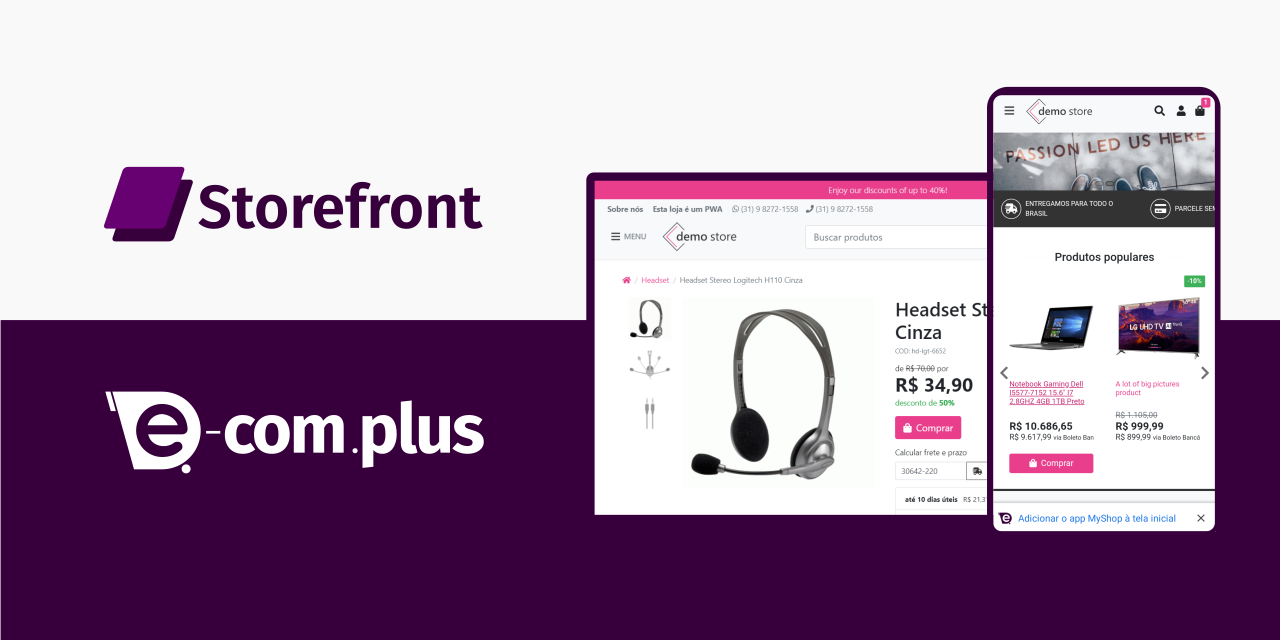 Storefront
e-com.plus
Enjoy our discounts of up to 40%!
Sobre nós Esta loja é um PWA (31) 9 8272-1558 (31) 9 8272-1558
MENU demo store Buscar produtos
/ Headset / Headset Stereo Logitech H110 Cinza
Headset St
Cinza
COD: hd-lgt-6652
de R$ 70,00 por
R$ 34,90
desconto de 50%
Comprar
Calcular frete e prazo
30642-220
até 10 dias úteis R$ 21,3
demo store
1
PASSION LED US HERE
ENTREGAMOS PARA TODO O
BRASIL
PARCELE SEM
Produtos populares
-10%
LG UHD TV AI ThinQ
Notebook Gaming Dell
I5577-7152 15.6" I7
2.8GHZ 4GB 1TB Preto
R$ 10.686,65
R$ 9.617,99 via Boleto Ban
Comprar
A lot of big pictures
product
R$ 1.105,00
R$ 999,99
R$ 899,99 via Boleto Bancá
e Adicionar o app MyShop à tela inicial